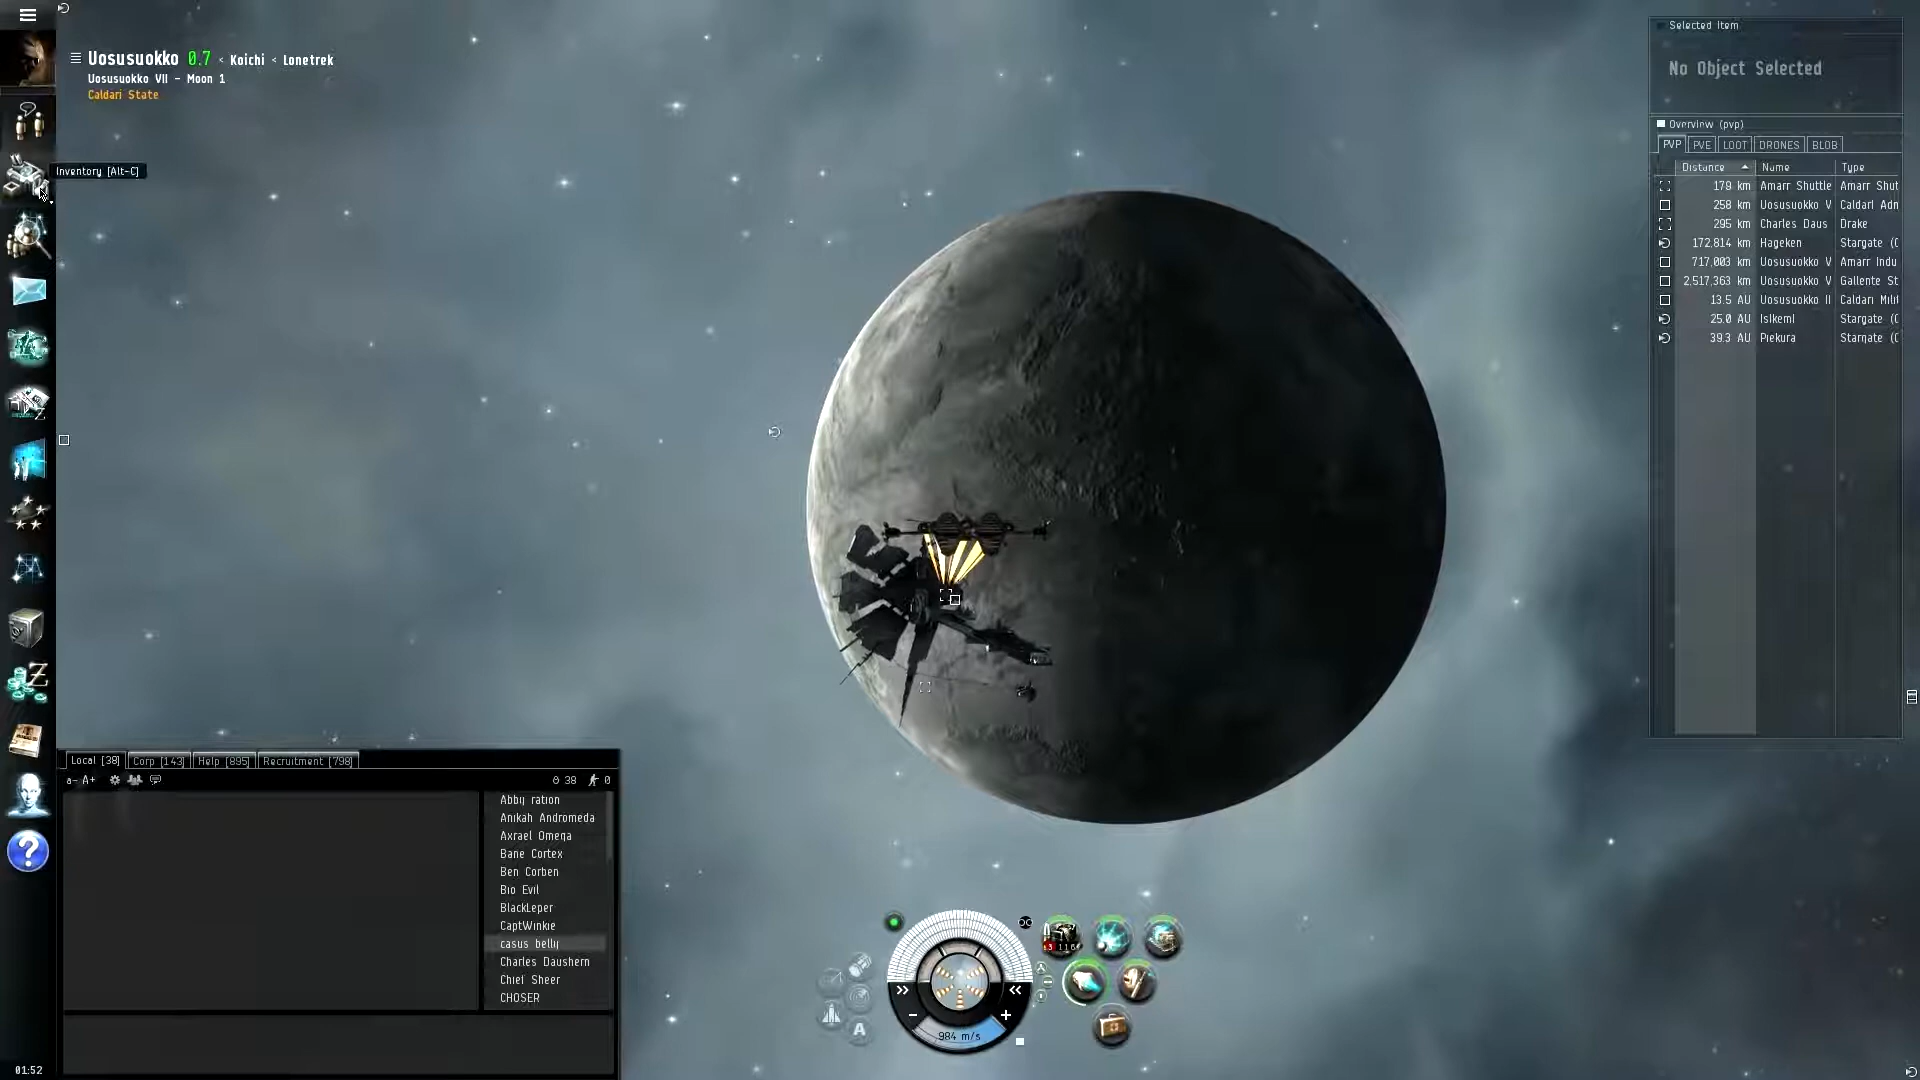 Uosusuokko 0.7 < Koichi < Lonetrek
Uosusuokko VII - Moon 1
Caldari State
Inventory [Alt-C]
Selected Item
No Object Selected
Overview (pvp)
PVP PVE LOOT DRONES BLOB
Distance Name Type
179 km Amarr Shuttle Amarr Shut
258 km Uosusuokko V Caldari Adn
295 km Charles Daus Drake
172,814 km Hageken Stargate (C
717,003 km Uosusuokko V Amarr Indu
2,517,363 km Uosusuokko V Gallente St
13.5 AU Uosusuokko II Caldari Mili
25.0 AU Isikemi Stargate (C
39.3 AU Piekura Stargate (C
Local [38] Corp [143] Help [895] Recruitment [798]
a- A+ 38 0
Abby ration
Anikah Andromeda
Axrael Omega
Bane Cortex
Ben Corben
Bio Evil
BlackLeper
CaptWinkie
casus belly
Charles Daushern
Chief Sheer
CHOSER
A
984 m/s
01:52